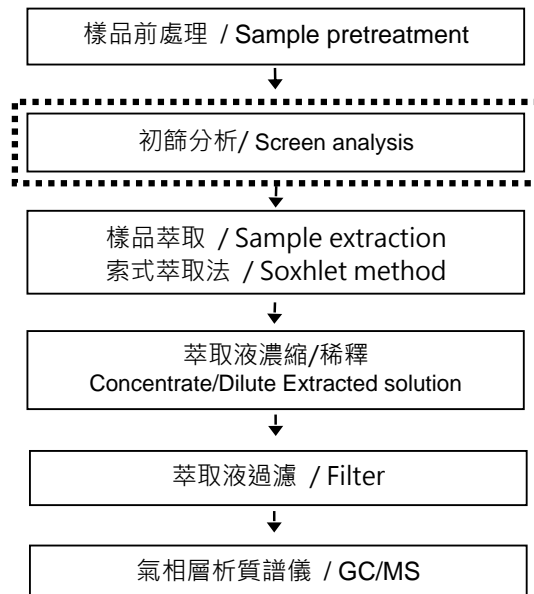 樣品前處理 / Sample pretreatment
初篩分析/ Screen analysis
樣品萃取 / Sample extraction
索式萃取法 / Soxhlet method
萃取液濃縮/稀釋
Concentrate/Dilute Extracted solution
萃取液過濾 / Filter
氣相層析質譜儀 / GC/MS